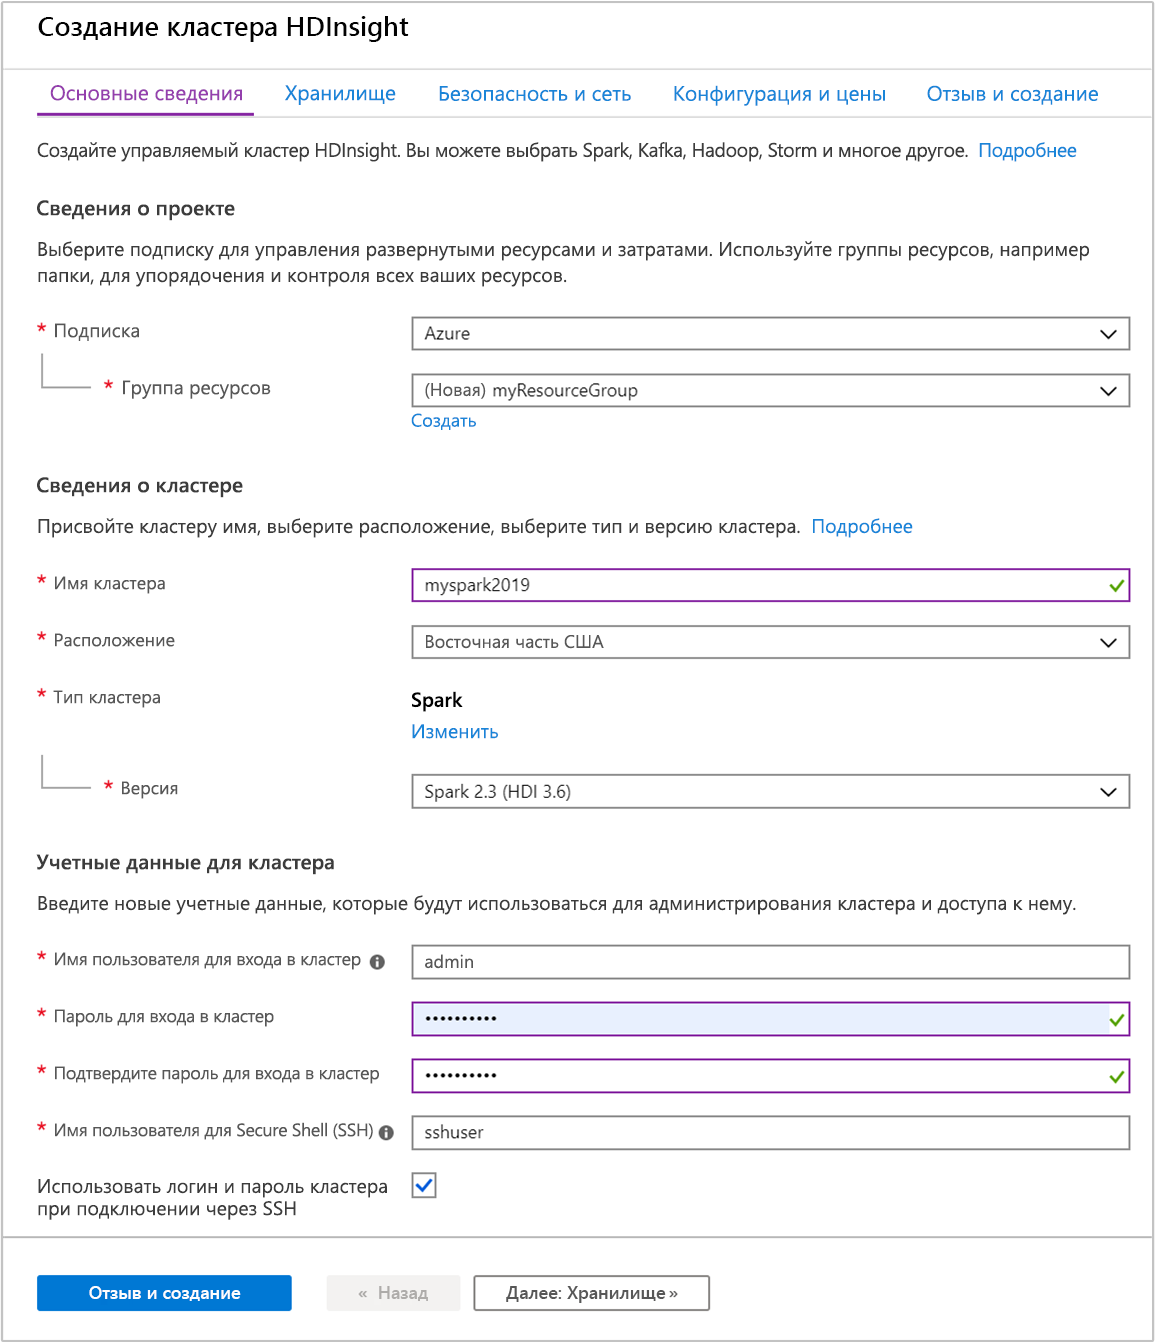 Создание кластера HDInsight
Основные сведения Хранилище Безопасность и сеть Конфигурация и цены Отзыв и создание
Создайте управляемый кластер HDInsight. Вы можете выбрать Spark, Kafka, Hadoop, Storm и многое другое. Подробнее
Сведения о проекте
Выберите подписку для управления развернутыми ресурсами и затратами. Используйте группы ресурсов, например
папки, для упорядочения и контроля всех ваших ресурсов.
* Подписка Azure
* Группа ресурсов (Новая) myResourceGroup
Создать
Сведения о кластере
Присвойте кластеру имя, выберите расположение, выберите тип и версию кластера. Подробнее
* Имя кластера myspark2019
* Расположение Восточная часть США
* Тип кластера Spark
Изменить
* Версия Spark 2.3 (HDI 3.6)
Учетные данные для кластера
Введите новые учетные данные, которые будут использоваться для администрирования кластера и доступа к нему.
* Имя пользователя для входа в кластер admin
* Пароль для входа в кластер ••••••••••
* Подтвердите пароль для входа в кластер ••••••••••
* Имя пользователя для Secure Shell (SSH) sshuser
Использовать логин и пароль кластера
при подключении через SSH
Отзыв и создание « Назад Далее: Хранилище »